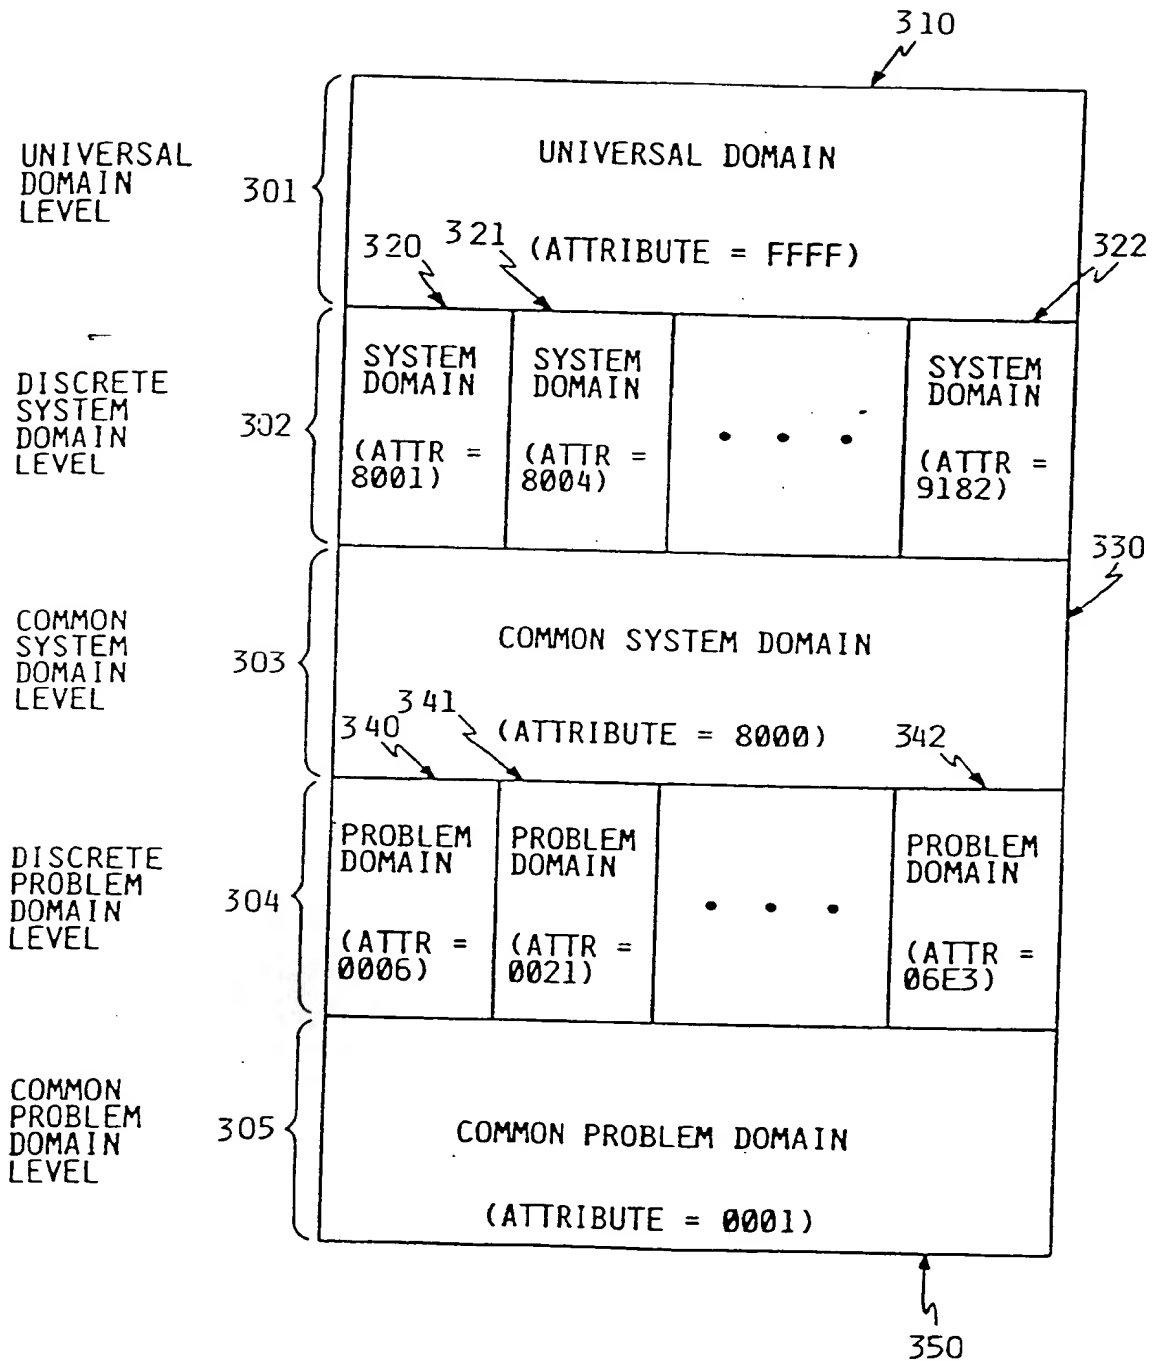 310
UNIVERSAL
DOMAIN
LEVEL
301
UNIVERSAL DOMAIN
(ATTRIBUTE = FFFF)
320
321
322
DISCRETE
SYSTEM
DOMAIN
LEVEL
302
SYSTEM
DOMAIN
(ATTR =
8001)
SYSTEM
DOMAIN
(ATTR =
8004)
• • •
SYSTEM
DOMAIN
(ATTR =
9182)
330
COMMON
SYSTEM
DOMAIN
LEVEL
303
COMMON SYSTEM DOMAIN
(ATTRIBUTE = 8000)
340
341
342
DISCRETE
PROBLEM
DOMAIN
LEVEL
304
PROBLEM
DOMAIN
(ATTR =
0006)
PROBLEM
DOMAIN
(ATTR =
0021)
• • •
PROBLEM
DOMAIN
(ATTR =
06E3)
COMMON
PROBLEM
DOMAIN
LEVEL
305
COMMON PROBLEM DOMAIN
(ATTRIBUTE = 0001)
350